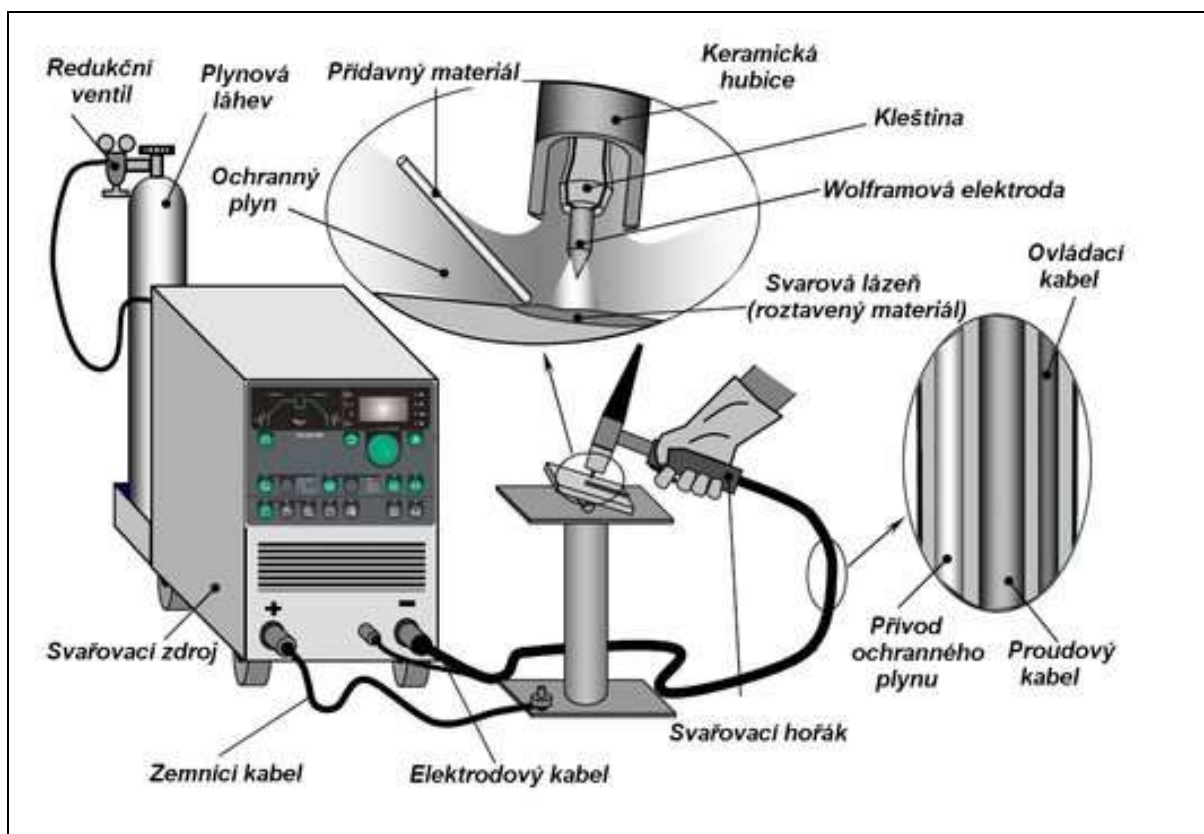 Redukční
ventil
Plynová
láhev
Přídavný materiál
Keramická
hubice
Kleština
Ochranný
plyn
Wolframová elektroda
Ovládací
kabel
Svarová lázeň
(roztavený materiál)
+
−
Svařovací zdroj
Přívod
ochranného
plynu
Proudový
kabel
Svařovací hořák
Zemnící kabel
Elektrodový kabel